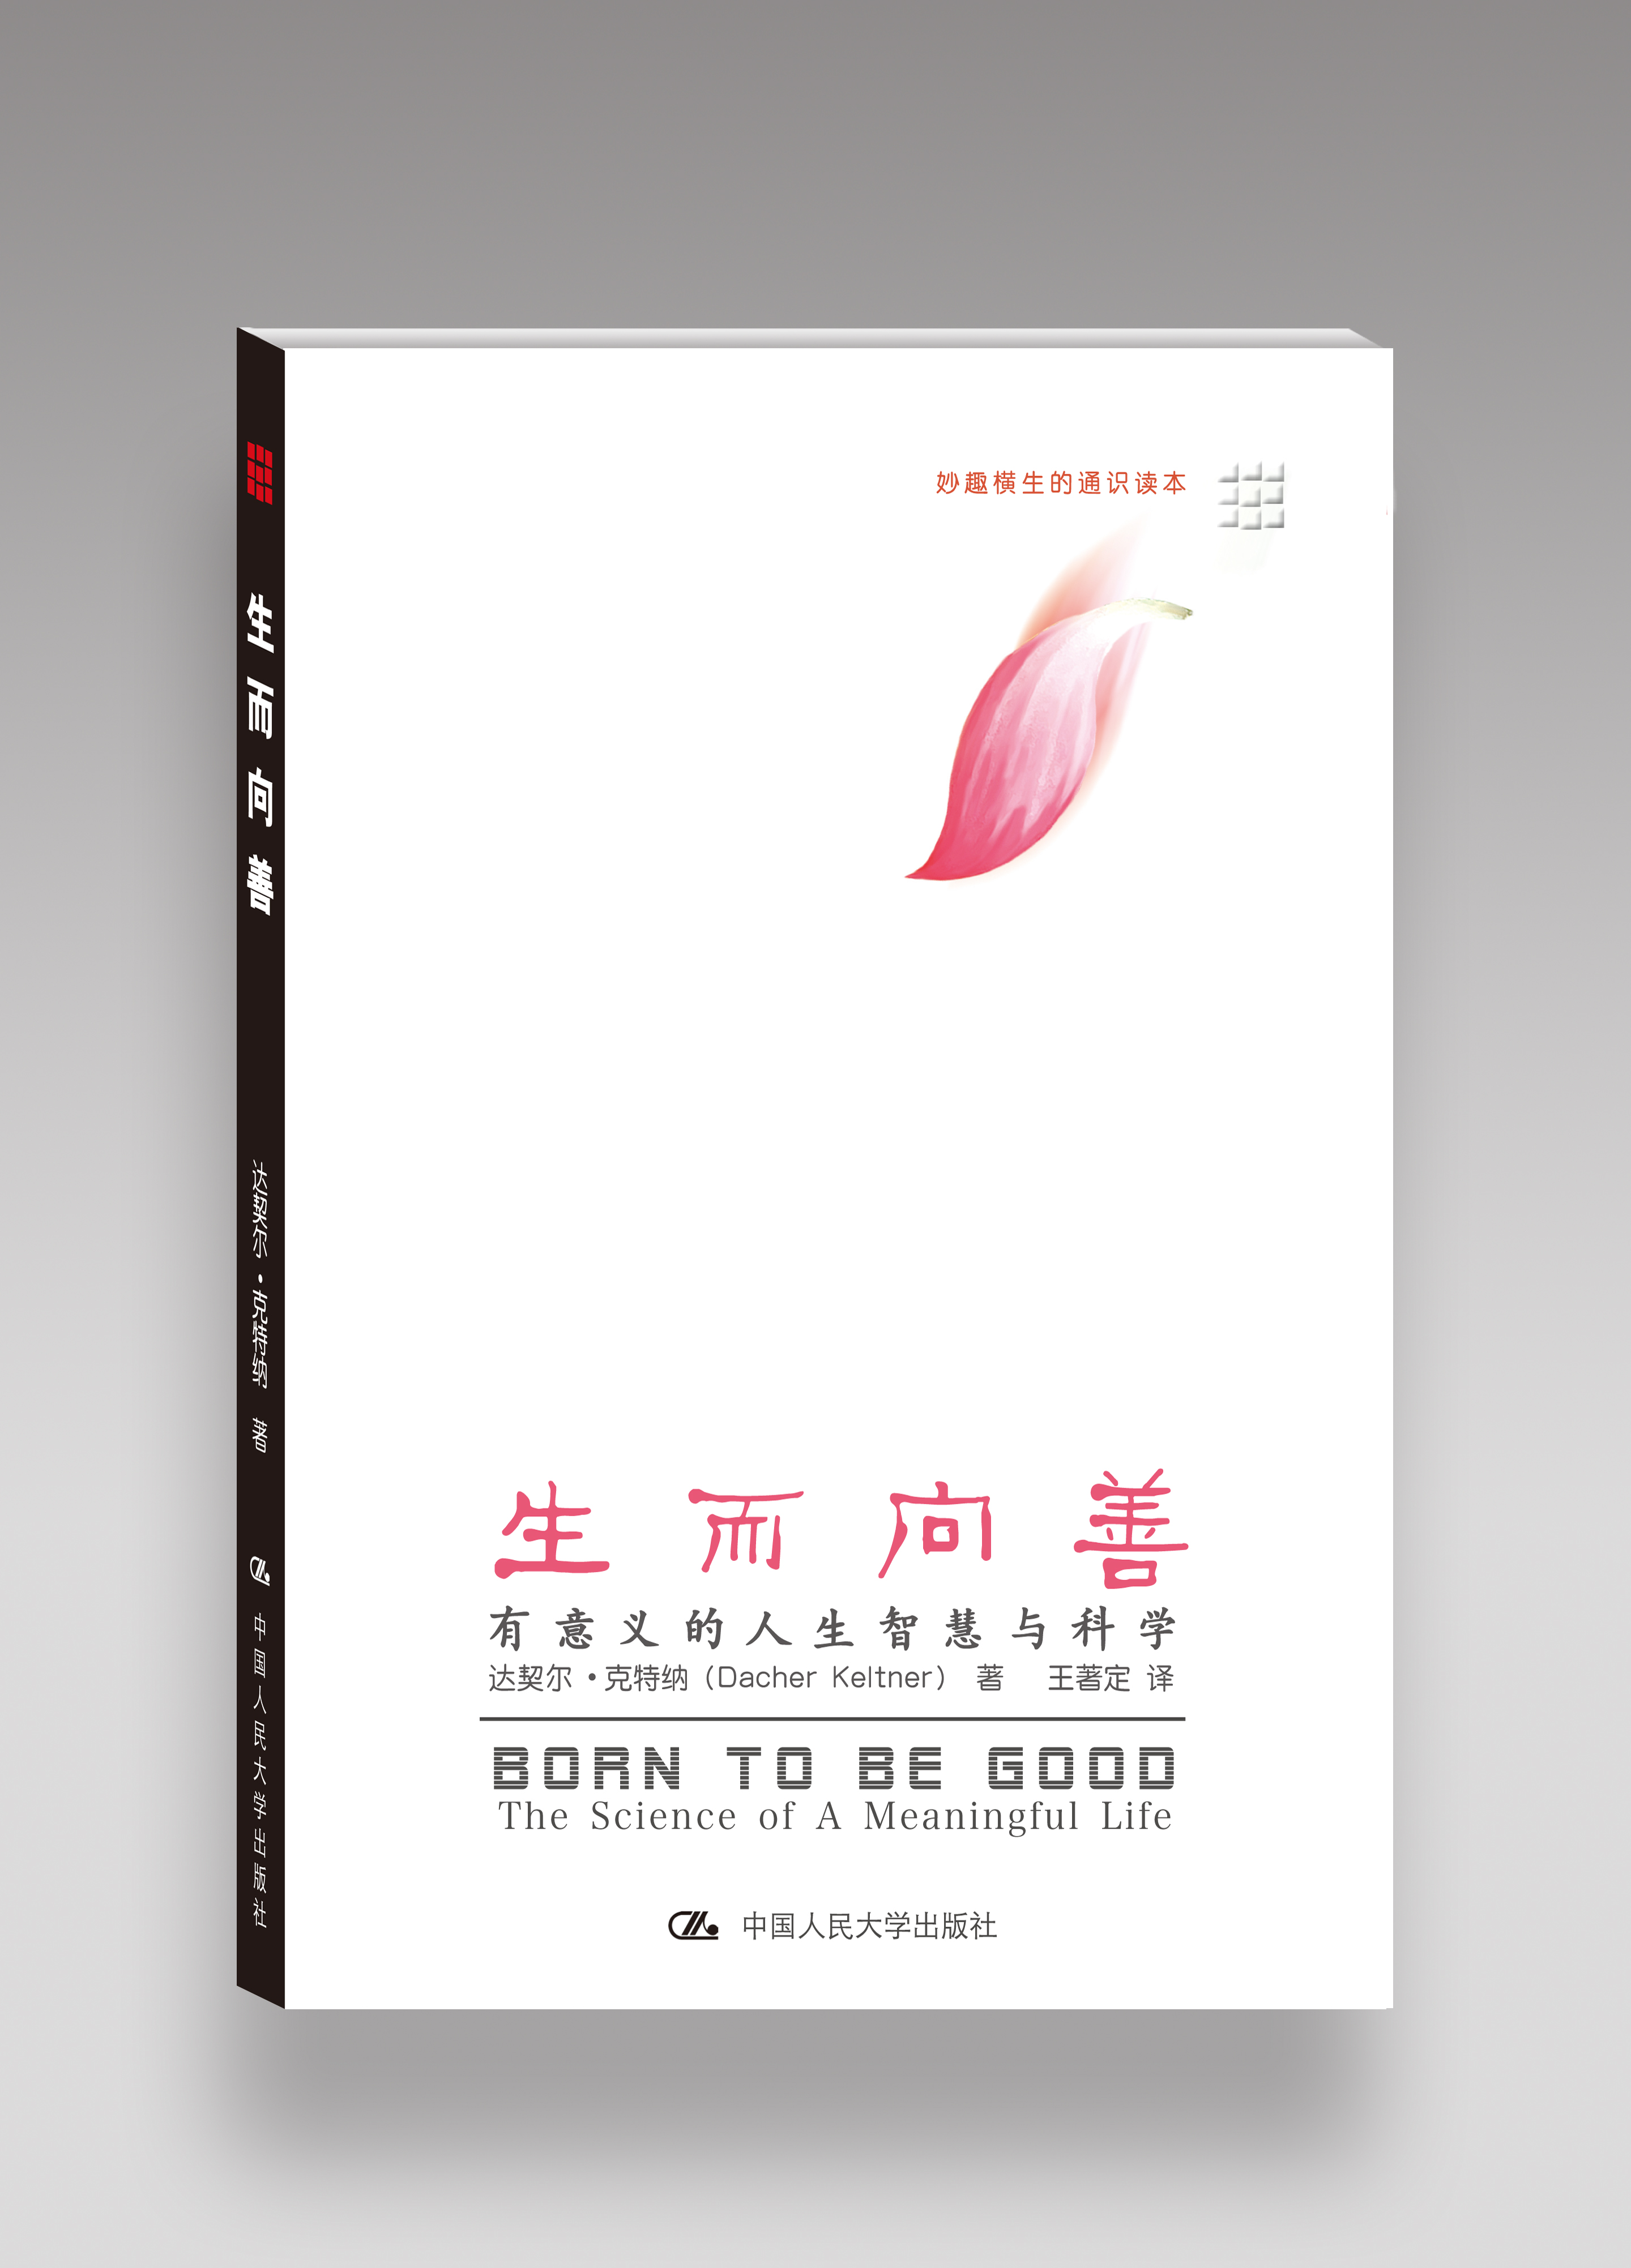 妙趣横生的通识读本
生而向善
有意义的人生智慧与科学
达契尔·克特纳（Dacher Keltner） 著 王著定 译
BORN TO BE GOOD
The Science of A Meaningful Life
中国人民大学出版社
生而向善
达契尔·克特纳 著
中国人民大学出版社